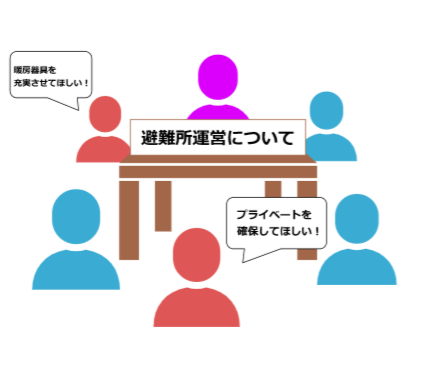 暖房器具を
充実させてほしい！
避難所運営について
プライベートを
確保してほしい！